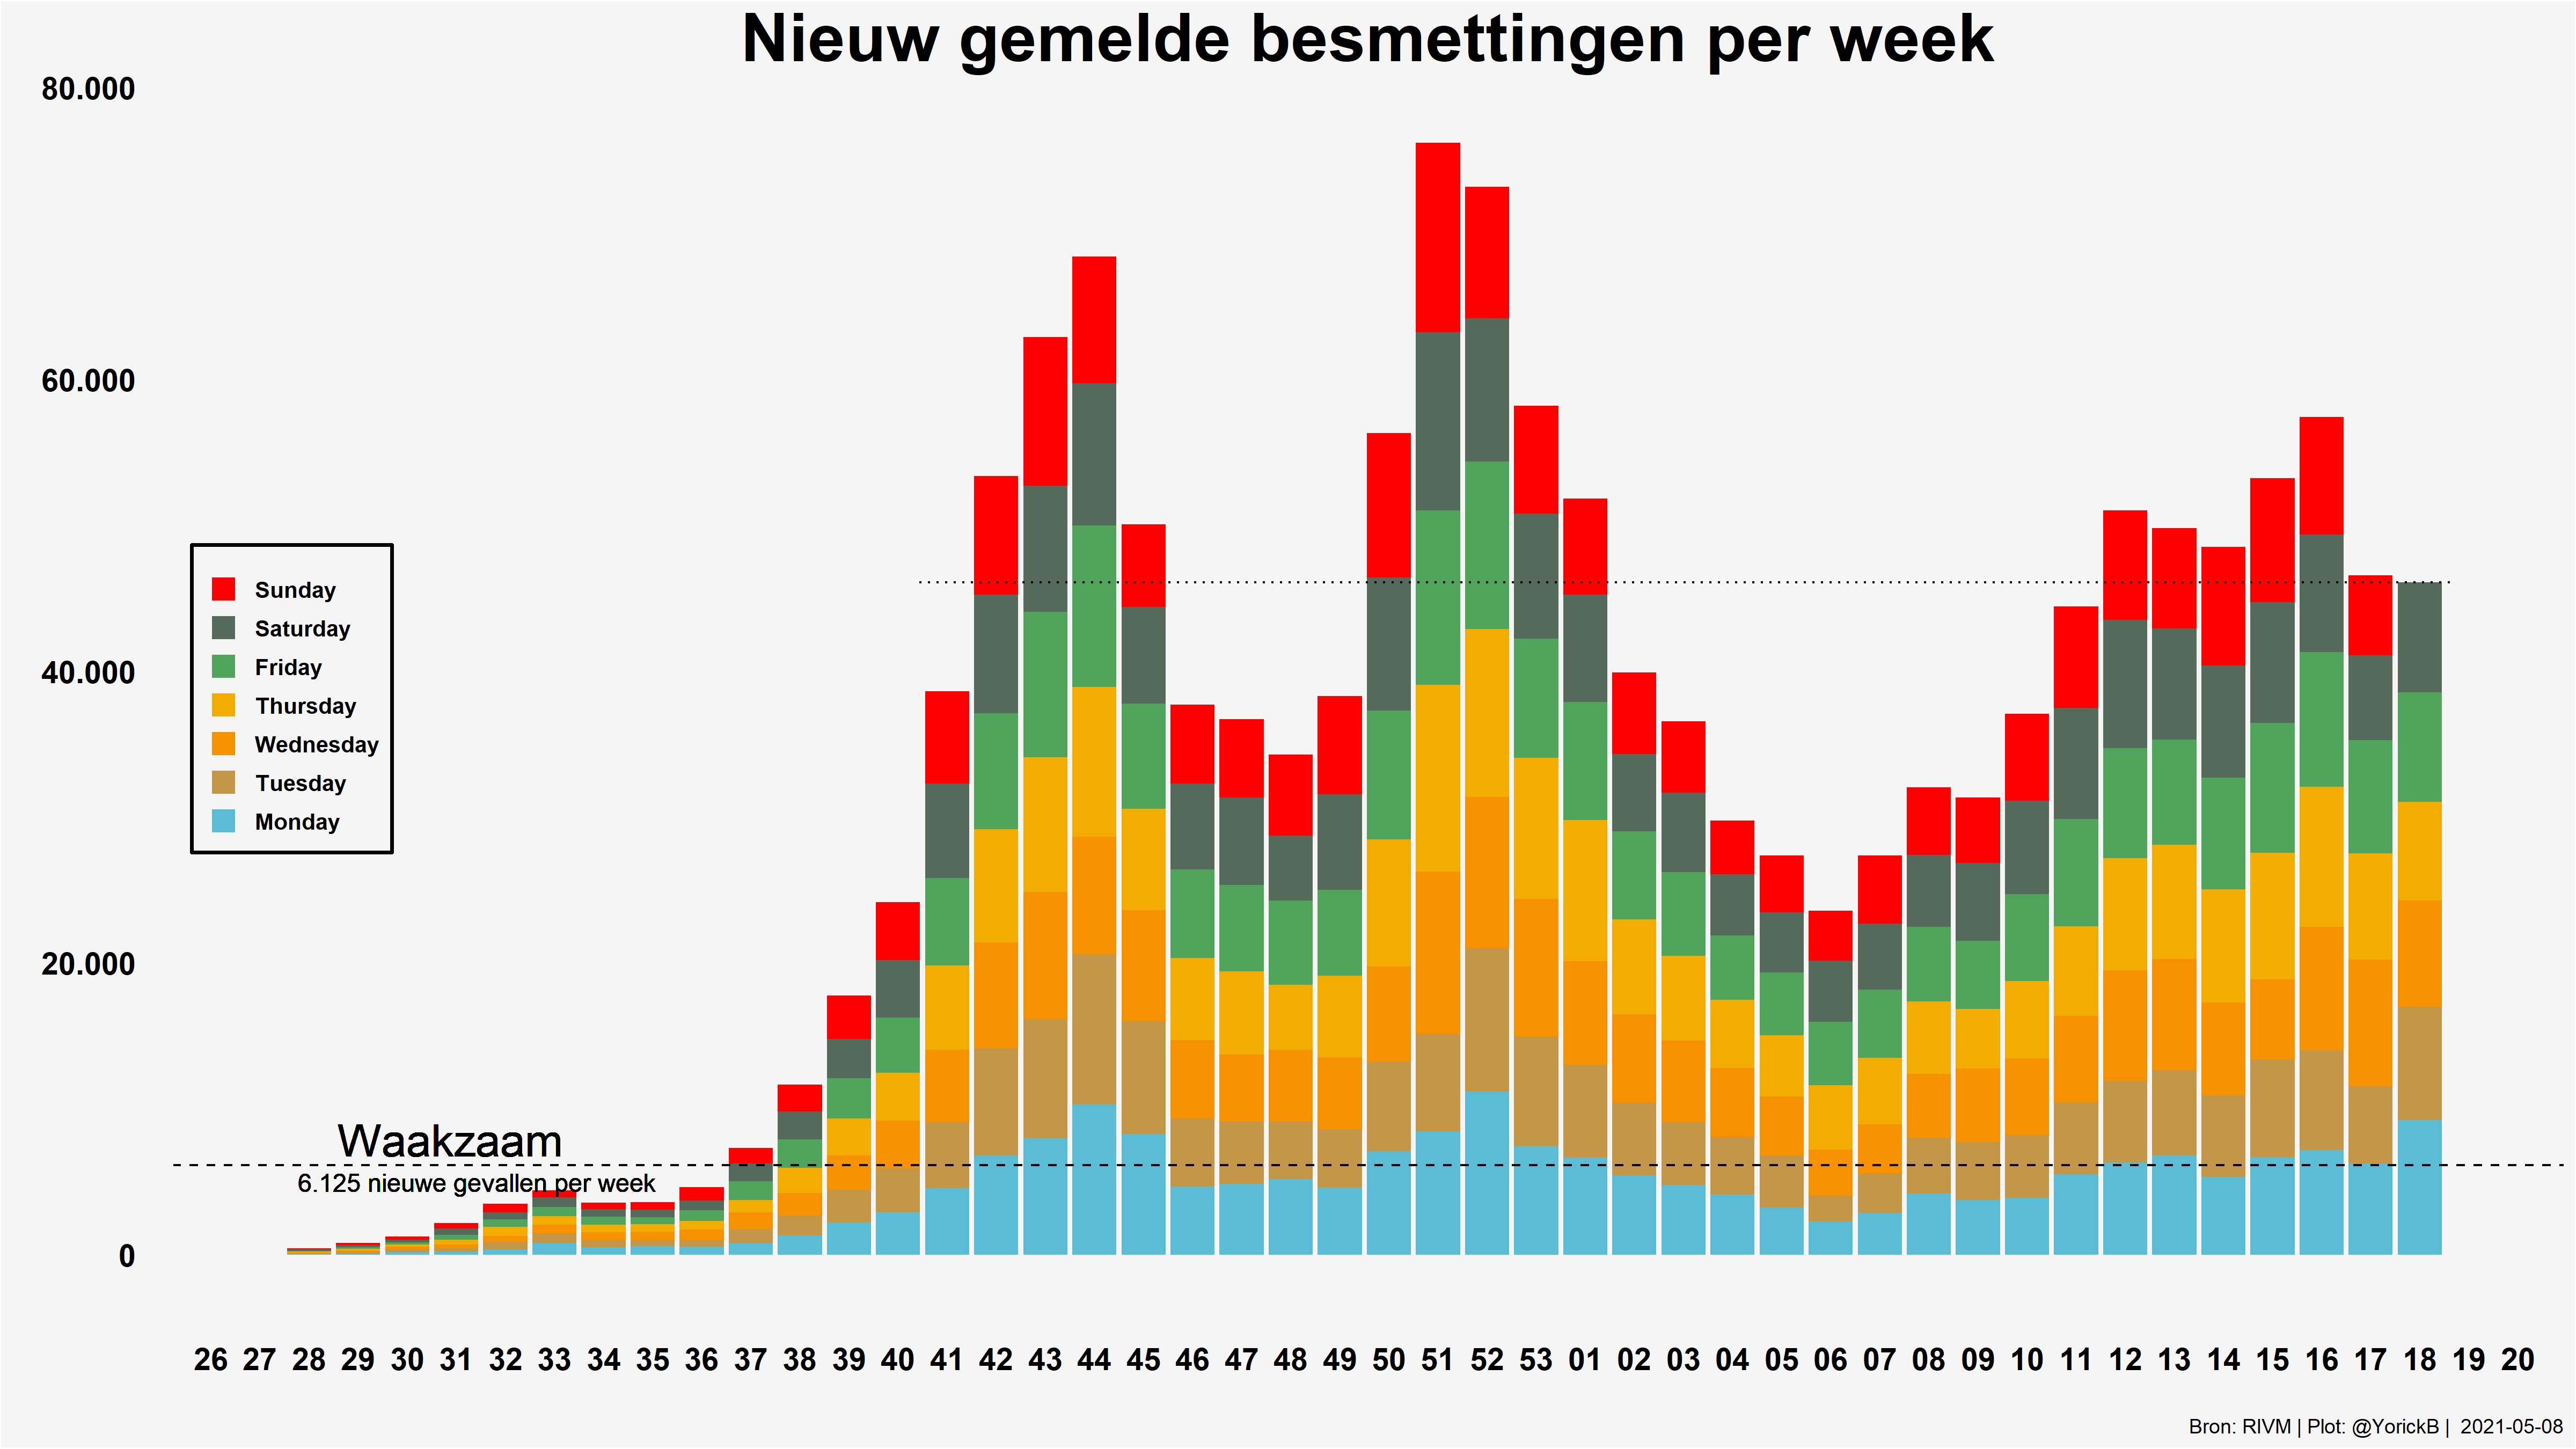 Nieuw gemelde besmettingen per week
80.000
60.000
40.000
20.000
0
Sunday
Saturday
Friday
Thursday
Wednesday
Tuesday
Monday
Waakzaam
6.125 nieuwe gevallen per week
26 27 28 29 30 31 32 33 34 35 36 37 38 39 40 41 42 43 44 45 46 47 48 49 50 51 52 53 01 02 03 04 05 06 07 08 09 10 11 12 13 14 15 16 17 18 19 20
Bron: RIVM | Plot: @YorickB | 2021-05-08